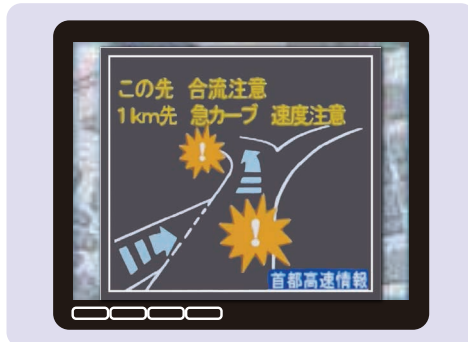 この先 合流注意
1km先 急カーブ 速度注意
!
!
首都高速情報